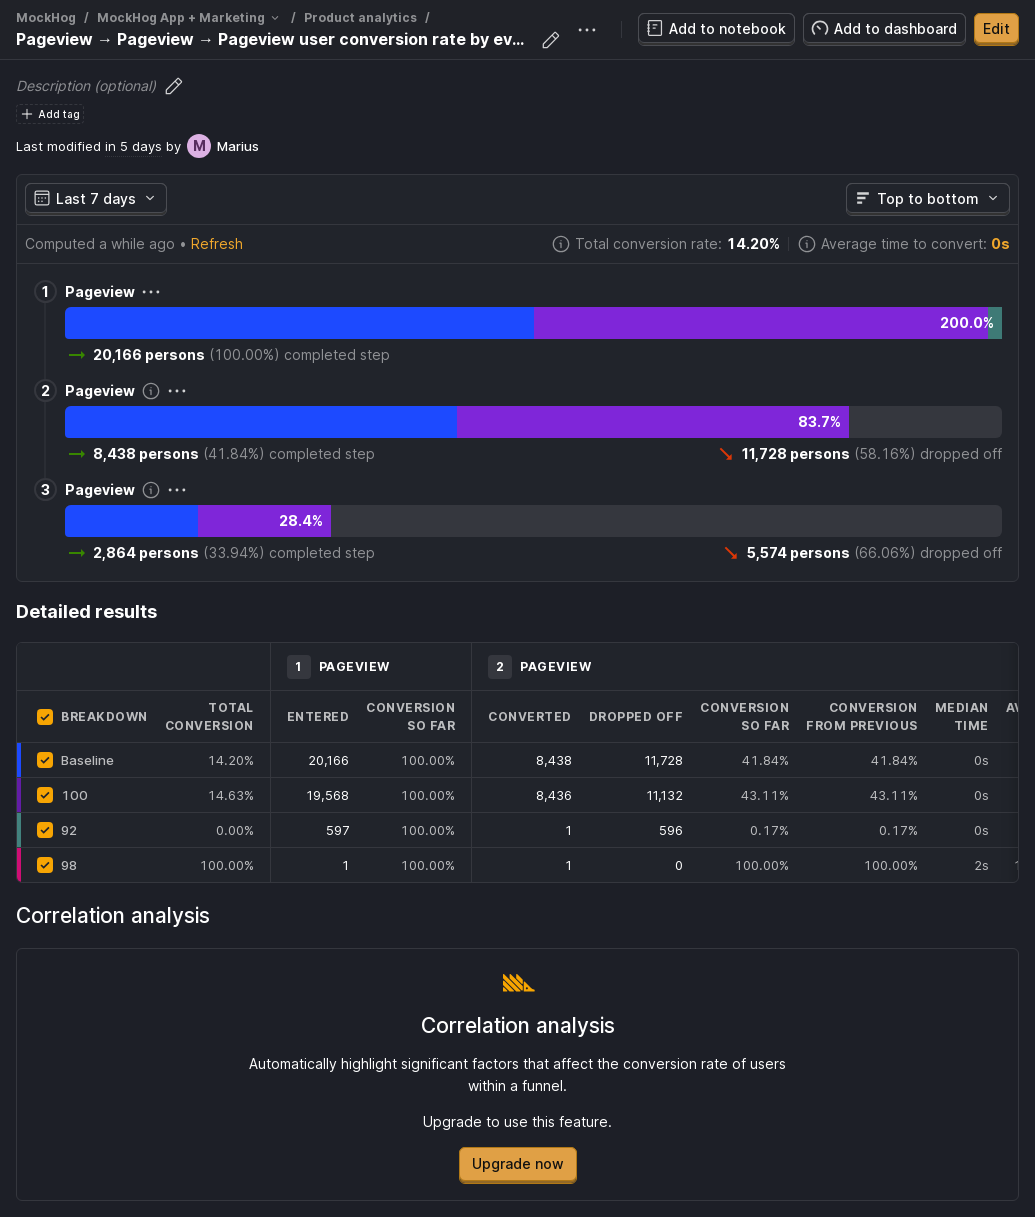 MockHog / MockHog App + Marketing / Product analytics /
Pageview → Pageview → Pageview user conversion rate by ev...
Add to notebook
Add to dashboard
Edit
Description (optional)
Add tag
Last modified in 5 days by M Marius
Last 7 days
Top to bottom
Computed a while ago • Refresh
Total conversion rate: 14.20%
Average time to convert: 0s
1 Pageview
200.0%
20,166 persons (100.00%) completed step
2 Pageview
83.7%
8,438 persons (41.84%) completed step
11,728 persons (58.16%) dropped off
3 Pageview
28.4%
2,864 persons (33.94%) completed step
5,574 persons (66.06%) dropped off
Detailed results
1 PAGEVIEW 2 PAGEVIEW
BREAKDOWN TOTAL CONVERSION ENTERED CONVERSION SO FAR CONVERTED DROPPED OFF CONVERSION SO FAR CONVERSION FROM PREVIOUS MEDIAN TIME
Baseline 14.20% 20,166 100.00% 8,438 11,728 41.84% 41.84% 0s
100 14.63% 19,568 100.00% 8,436 11,132 43.11% 43.11% 0s
92 0.00% 597 100.00% 1 596 0.17% 0.17% 0s
98 100.00% 1 100.00% 1 0 100.00% 100.00% 2s
Correlation analysis
Correlation analysis
Automatically highlight significant factors that affect the conversion rate of users
within a funnel.
Upgrade to use this feature.
Upgrade now